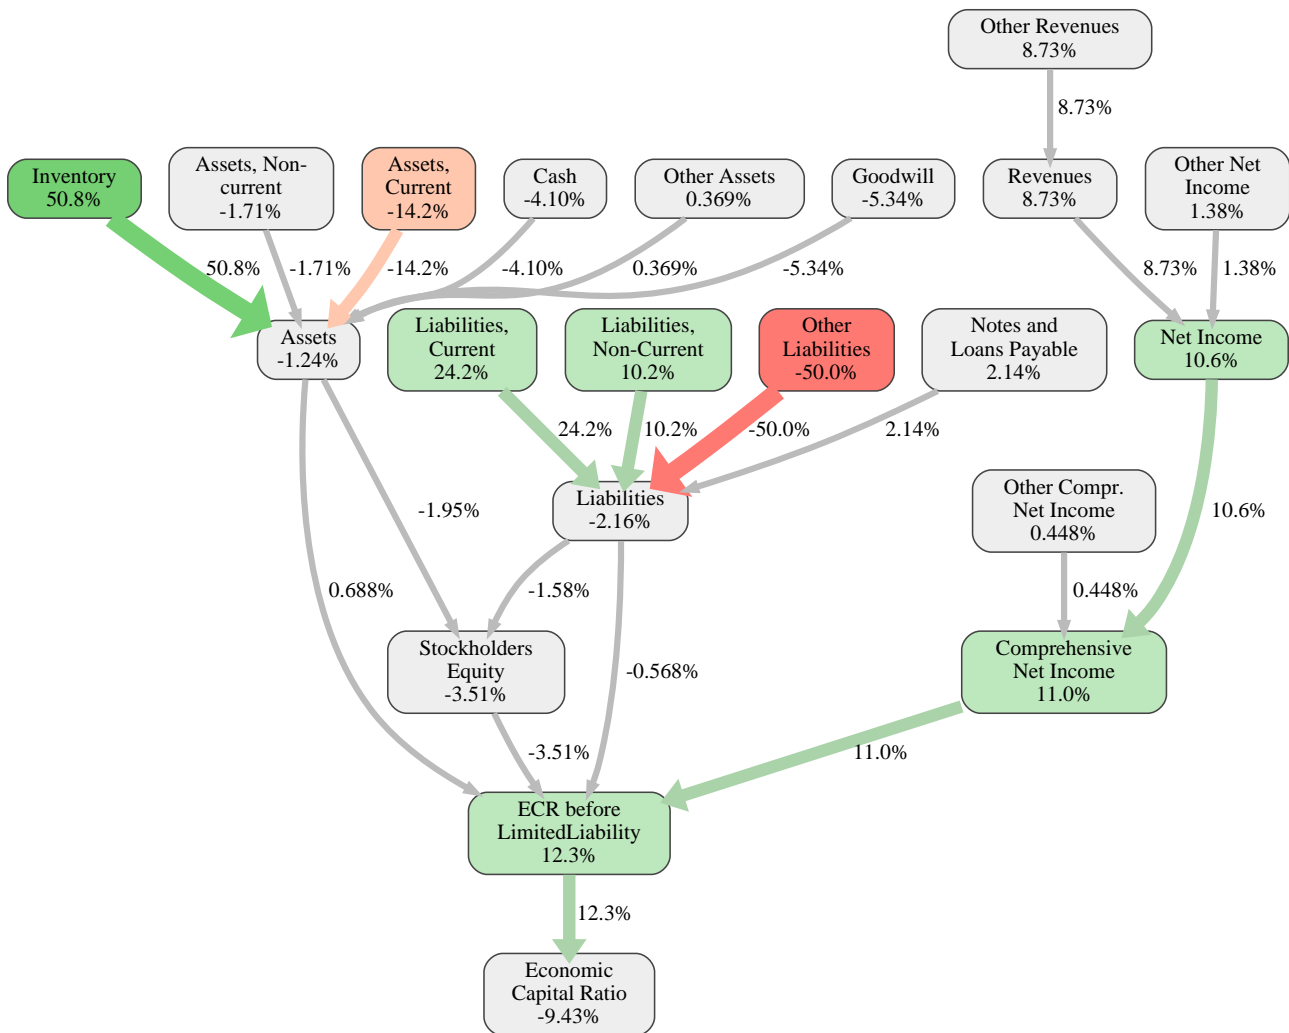 Other Revenues
8.73%
8.73%
Inventory
50.8%
Assets, Non-
current
-1.71%
Assets,
Current
-14.2%
Cash
-4.10%
Other Assets
0.369%
Goodwill
-5.34%
Revenues
8.73%
Other Net
Income
1.38%
50.8%
-1.71%
-14.2%
-4.10%
0.369%
-5.34%
8.73%
1.38%
Assets
-1.24%
Liabilities,
Current
24.2%
Liabilities,
Non-Current
10.2%
Other
Liabilities
-50.0%
Notes and
Loans Payable
2.14%
Net Income
10.6%
24.2%
10.2%
-50.0%
2.14%
-1.95%
Liabilities
-2.16%
Other Compr.
Net Income
0.448%
10.6%
0.688%
-1.58%
0.448%
Stockholders
Equity
-3.51%
-0.568%
Comprehensive
Net Income
11.0%
-3.51%
11.0%
ECR before
LimitedLiability
12.3%
12.3%
Economic
Capital Ratio
-9.43%